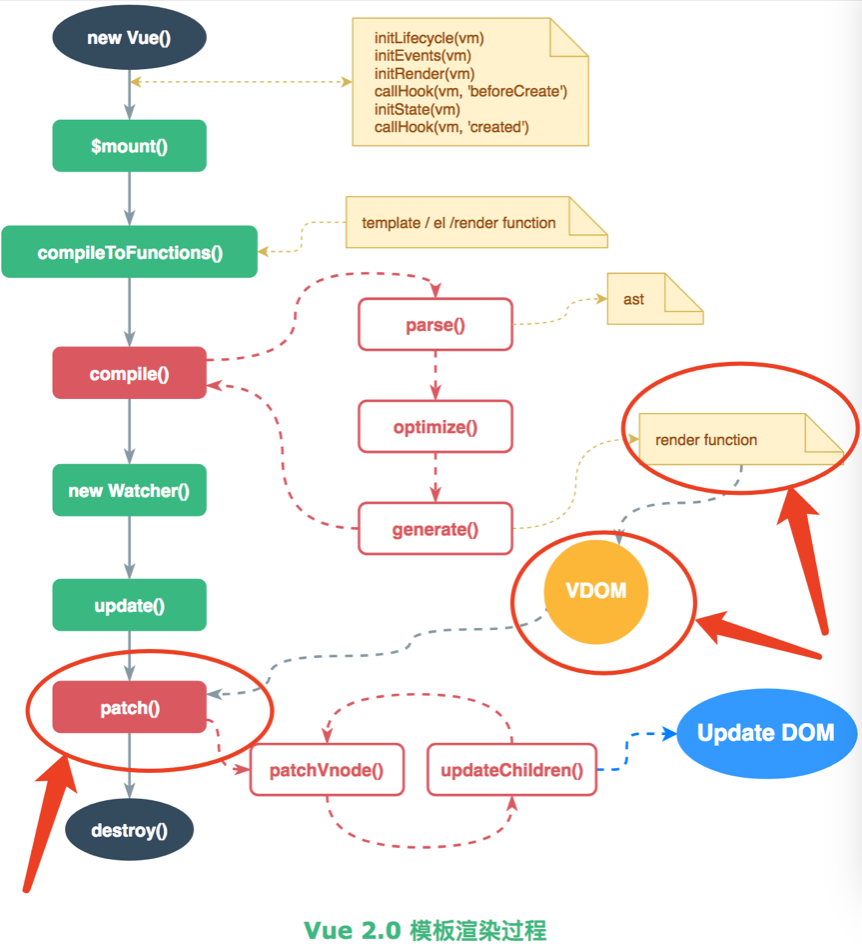 new Vue()
initLifecycle(vm)
initEvents(vm)
initRender(vm)
callHook(vm, 'beforeCreate')
initState(vm)
callHook(vm, 'created')
$mount()
template / el /render function
compileToFunctions()
ast
parse()
compile()
optimize()
render function
new Watcher()
generate()
VDOM
update()
patch()
Update DOM
patchVnode()
updateChildren()
destroy()
Vue 2.0 模板渲染过程